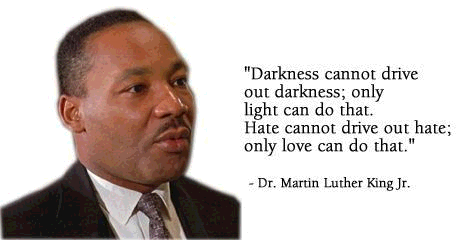 "Darkness cannot drive
out darkness; only
light can do that.
Hate cannot drive out hate;
only love can do that."
- Dr. Martin Luther King Jr.